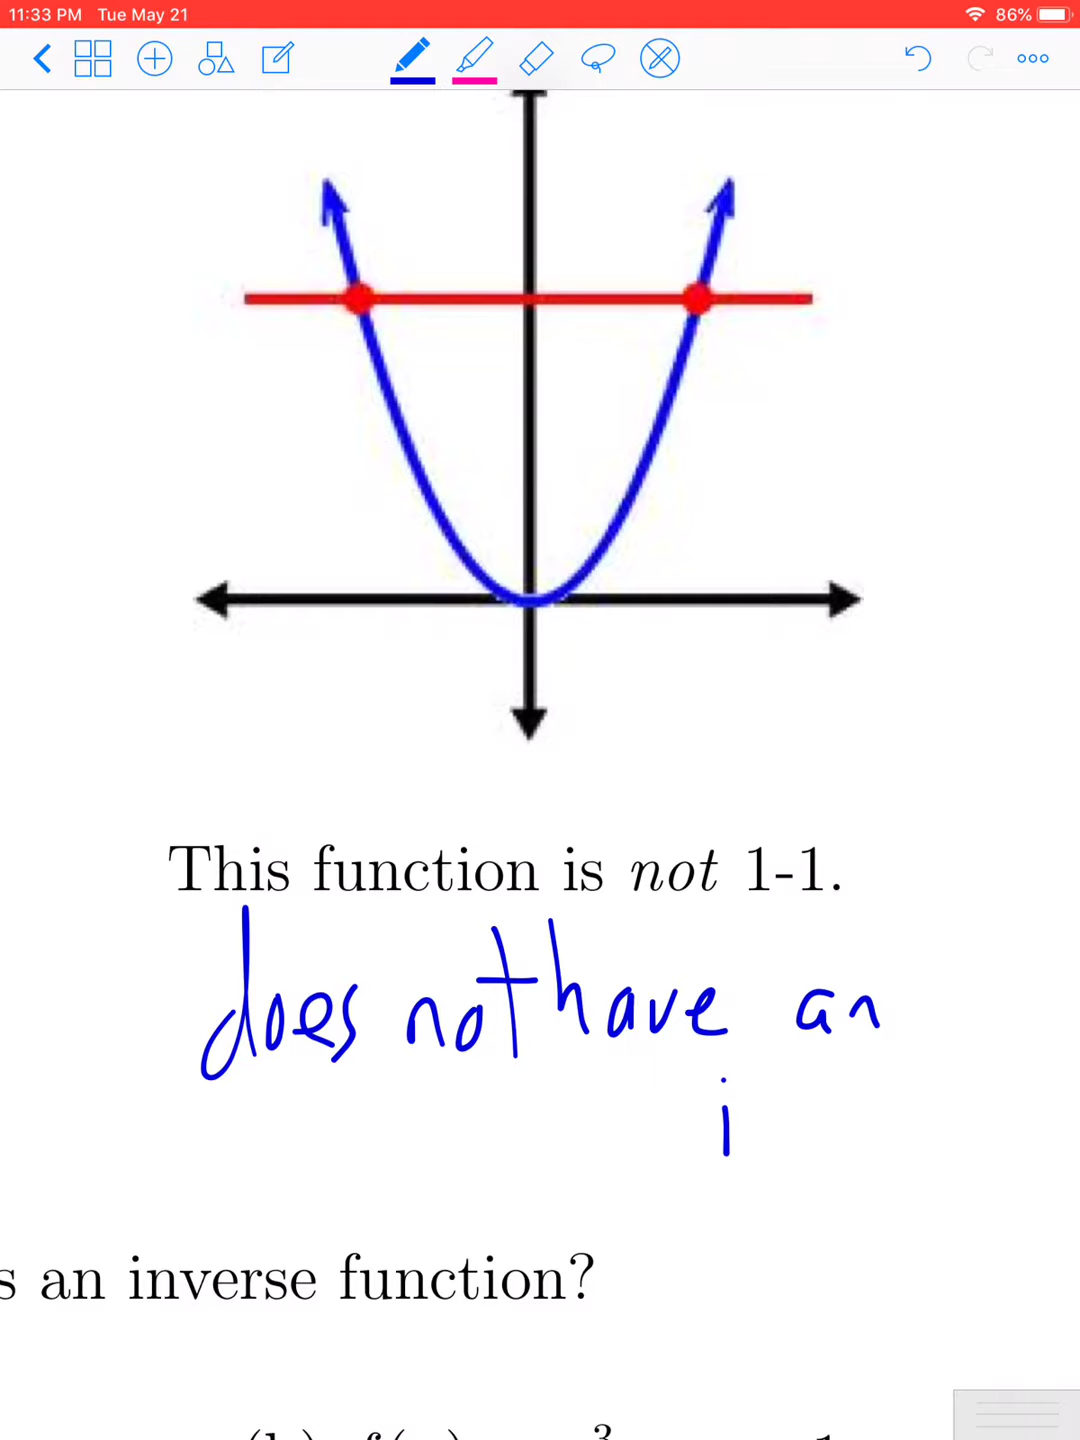 11:33 PM Tue May 21 86%
This function is not 1-1.
does not have an
i
s an inverse function?